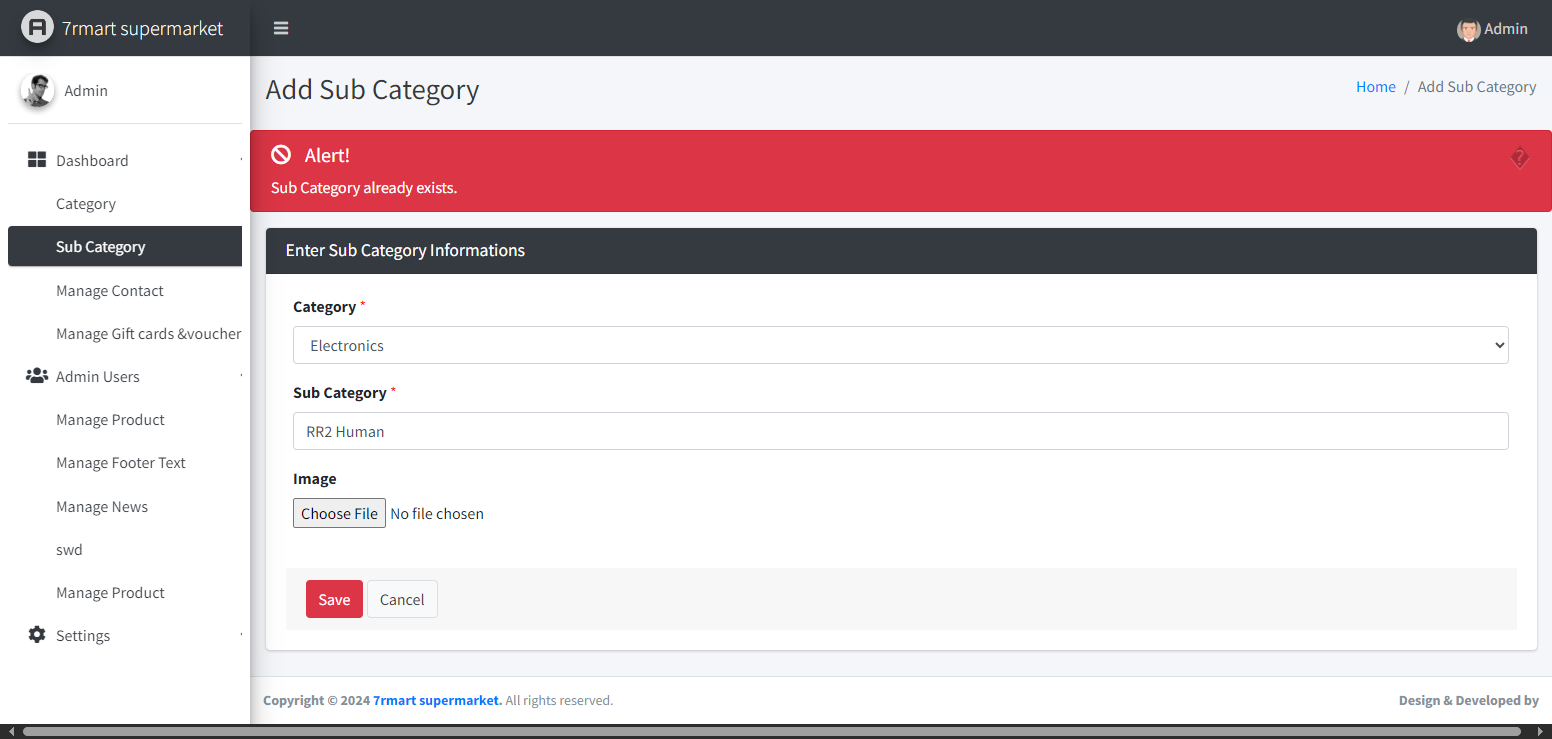 7rmart supermarket
Admin
Admin
Add Sub Category
Home / Add Sub Category
Dashboard
Category
Sub Category
Manage Contact
Manage Gift cards &voucher
Admin Users
Manage Product
Manage Footer Text
Manage News
swd
Manage Product
Settings
Alert!
Sub Category already exists.
Enter Sub Category Informations
Category *
Electronics
Sub Category *
RR2 Human
Image
Choose File No file chosen
Save Cancel
Copyright © 2024 7rmart supermarket. All rights reserved.
Design & Developed by